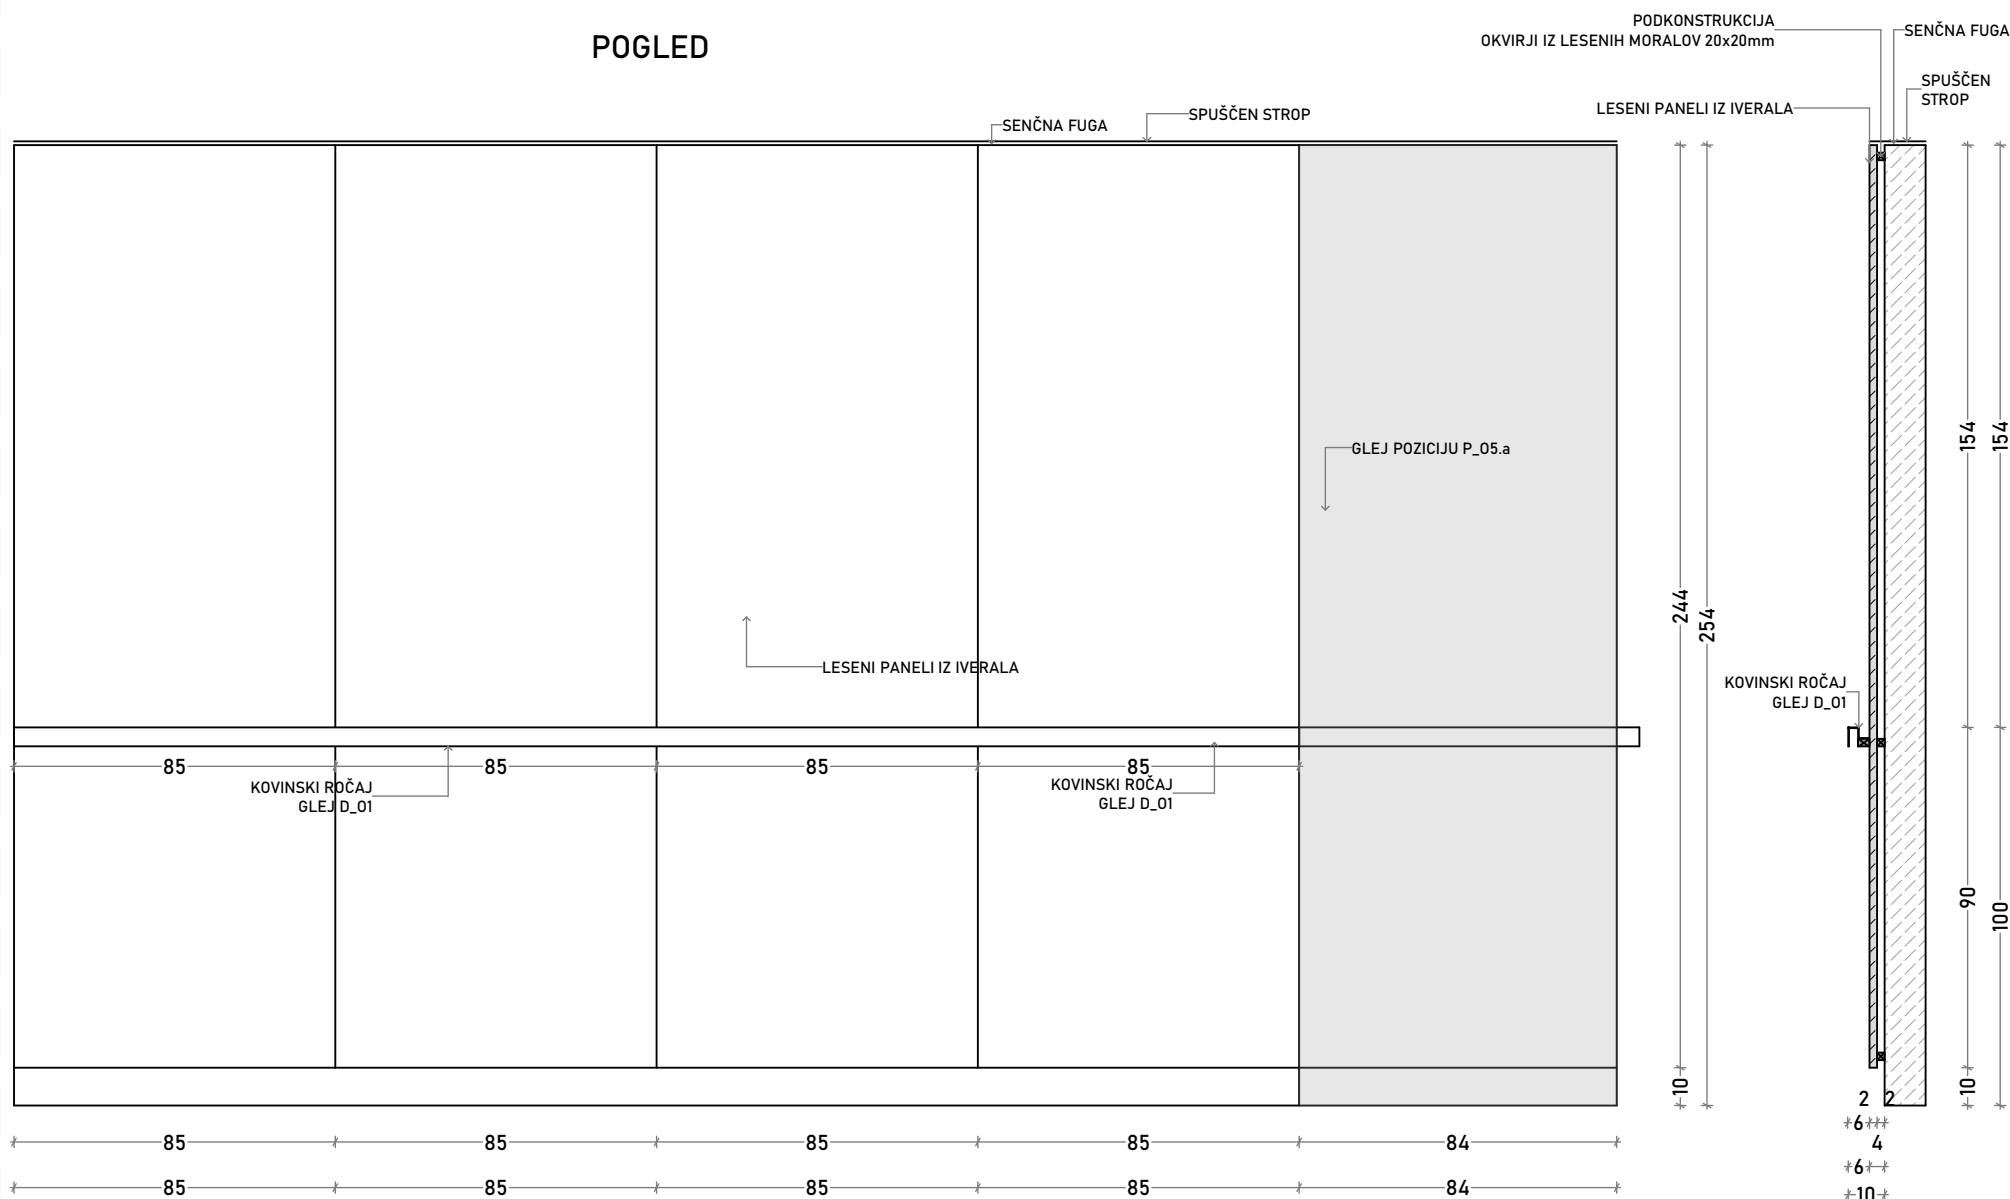 POGLED
PODKONSTRUKCIJA
OKVIRJI IZ LESENIH MORALOV 20x20mm
SENČNA FUGA
SPUŠČEN
STROP
LESENI PANELI IZ IVERALA
SENČNA FUGA
SPUŠČEN STROP
GLEJ POZICIJU P_05.a
154
154
244
254
LESENI PANELI IZ IVERALA
KOVINSKI ROČAJ
GLEJ D_01
85
85
85
85
KOVINSKI ROČAJ
GLEJ D_01
KOVINSKI ROČAJ
GLEJ D_01
90
100
10
10
2 2
6
4
85
85
85
85
84
6
85
85
85
85
84
10